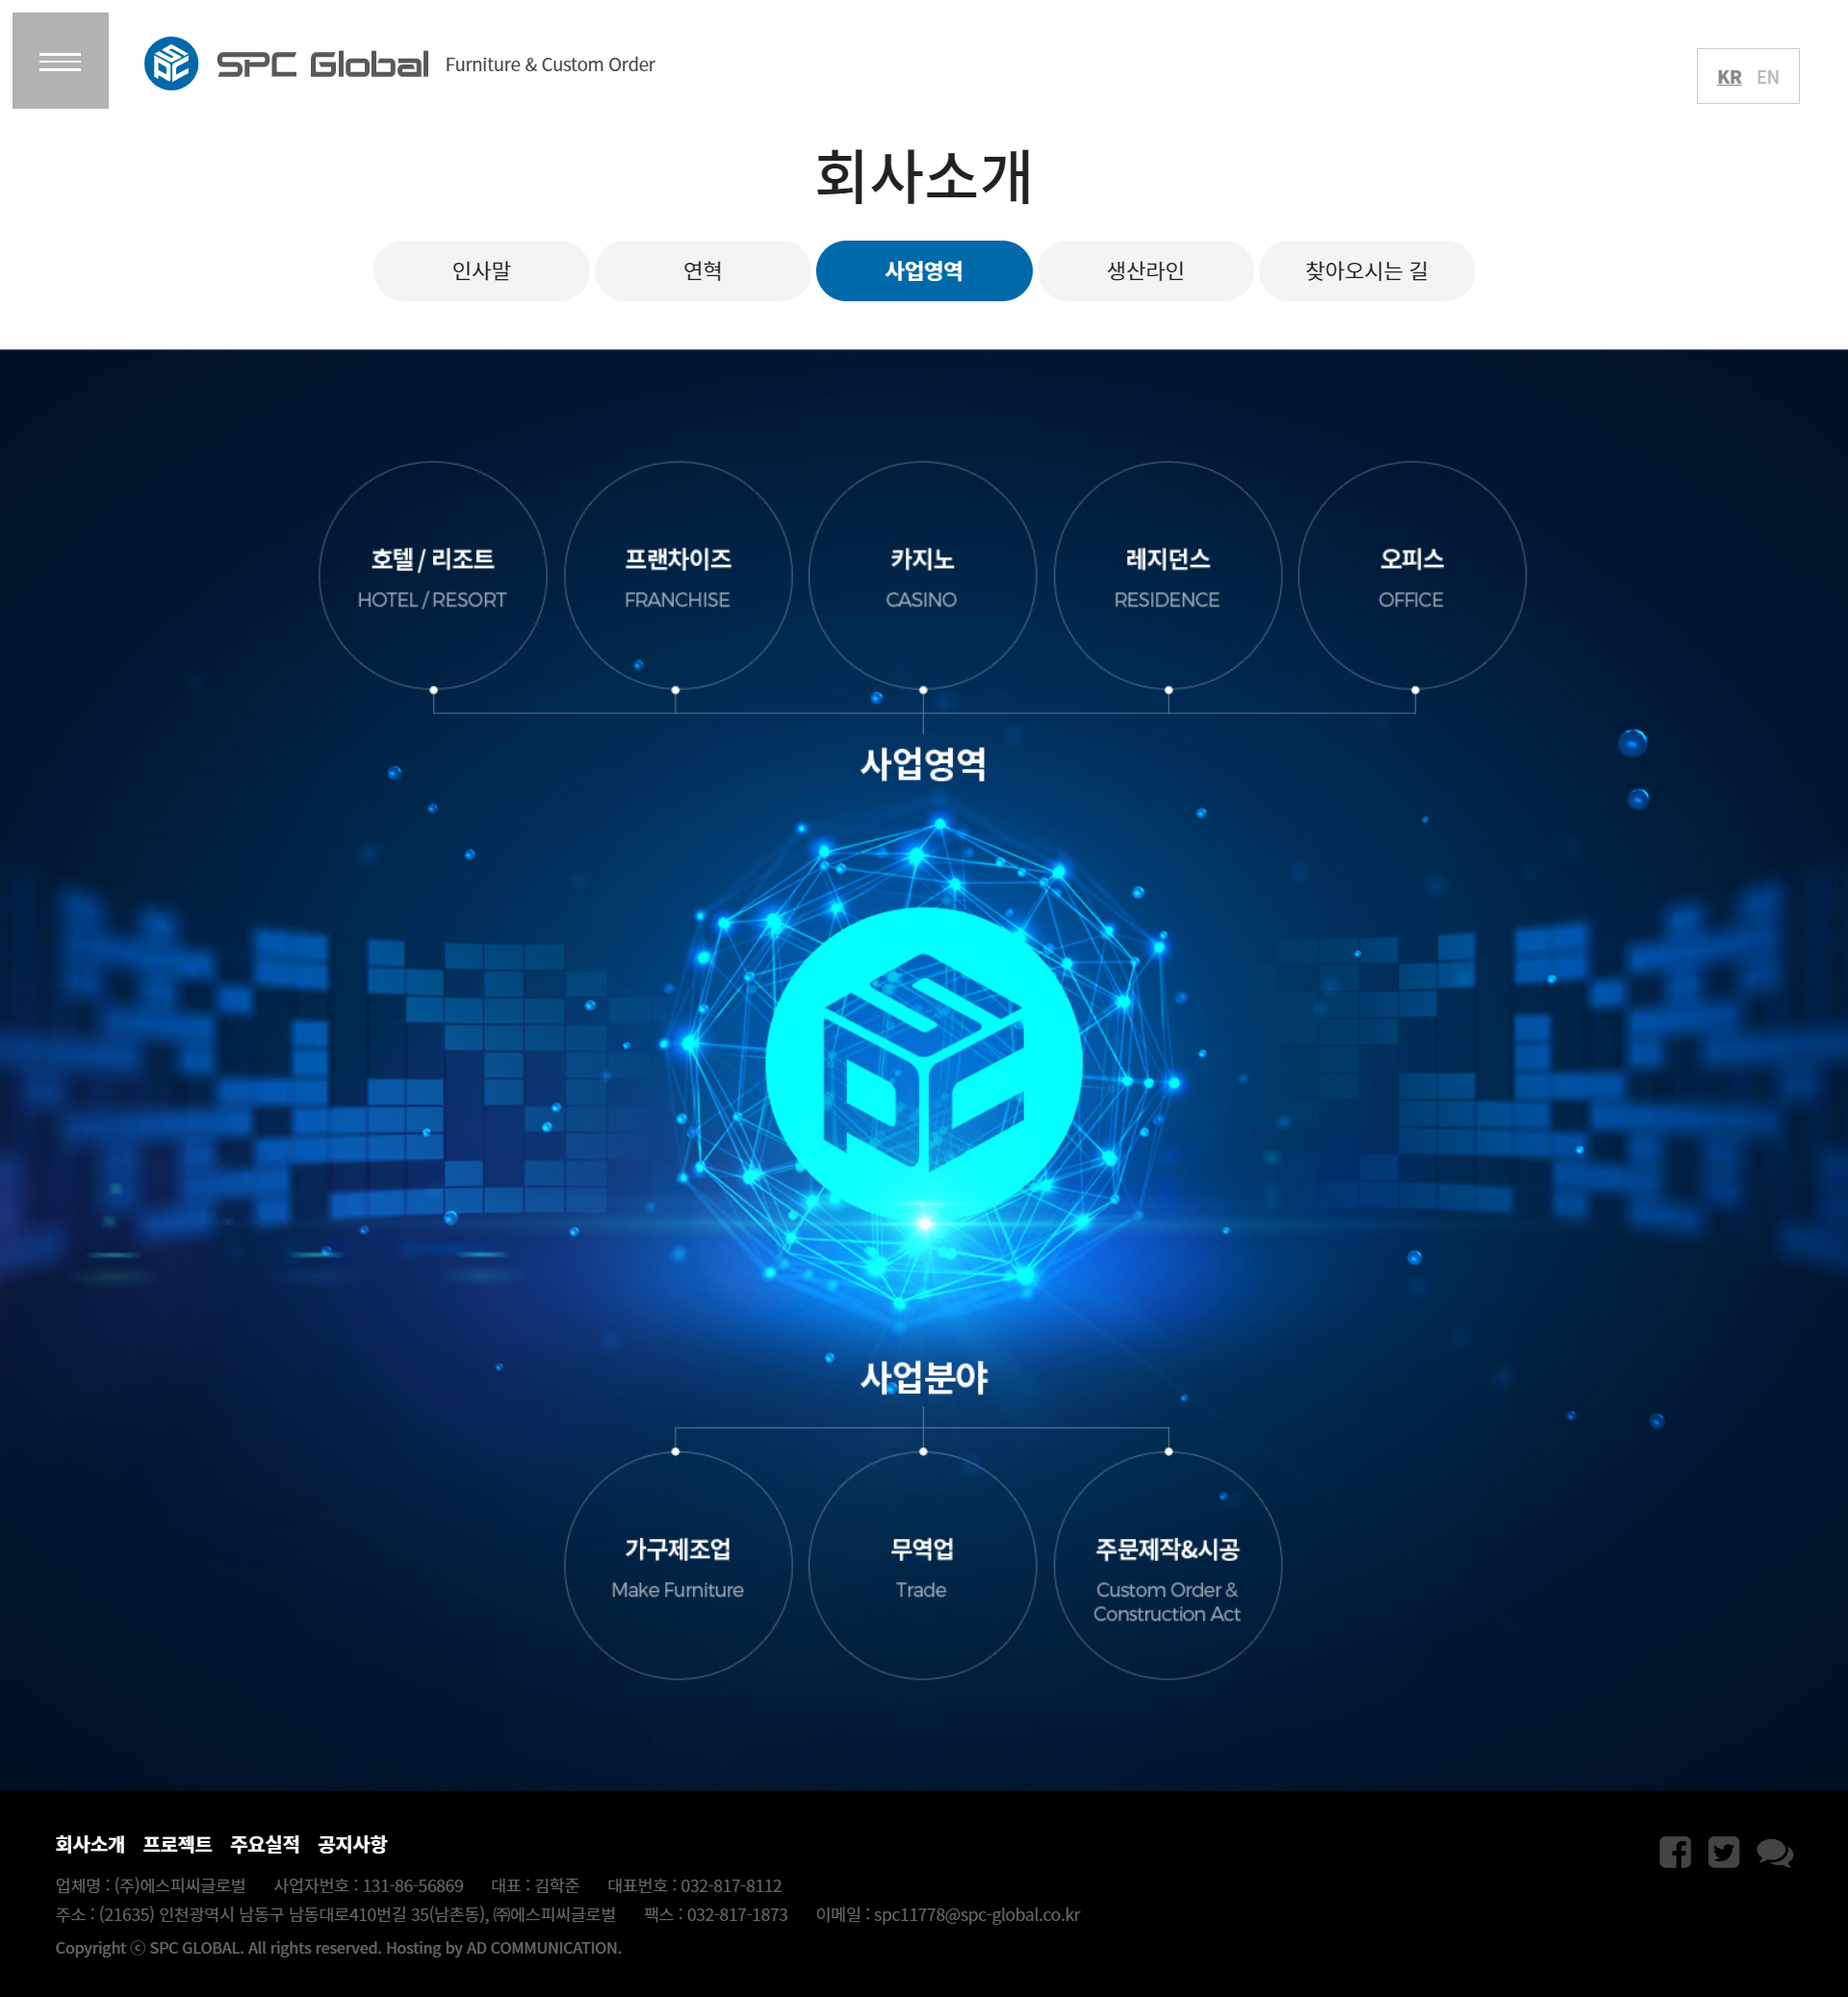 SPC Global Furniture & Custom Order
KR EN
회사소개
인사말 연혁 사업영역 생산라인 찾아오시는 길
호텔 / 리조트 프랜차이즈 카지노 레지던스 오피스
HOTEL / RESORT FRANCHISE CASINO RESIDENCE OFFICE
사업영역
SPC
사업분야
가구제조업 무역업 주문제작&시공
Make Furniture Trade Custom Order &
Construction Act
회사소개 프로젝트 주요실적 공지사항
업체명 : (주)에스피씨글로벌 사업자번호 : 131-86-56869 대표 : 김학준 대표번호 : 032-817-8112
주소 : (21635) 인천광역시 남동구 남동대로410번길 35(남촌동), ㈜에스피씨글로벌 팩스 : 032-817-1873 이메일 : spc11778@spc-global.co.kr
Copyright ⓒ SPC GLOBAL. All rights reserved. Hosting by AD COMMUNICATION.